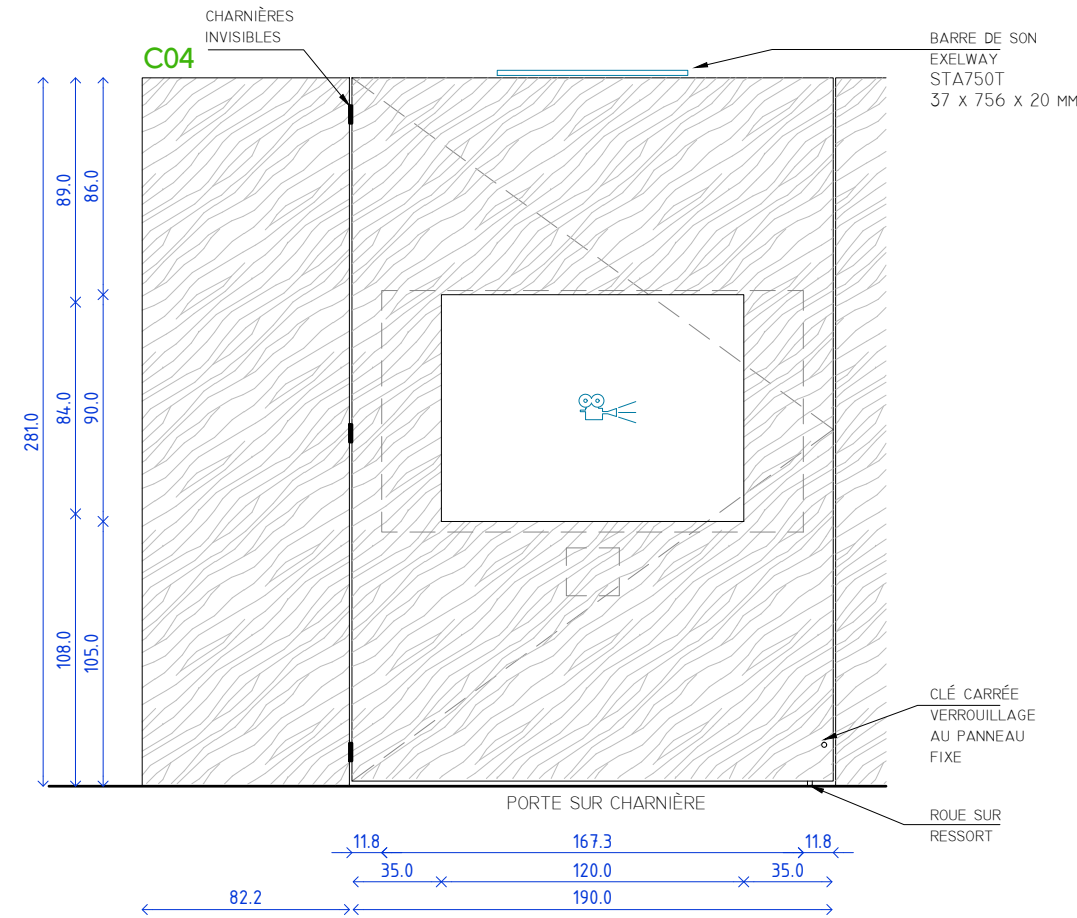 CHARNIÈRES
INVISIBLES
C04
BARRE DE SON
EXELWAY
STA750T
37 X 756 X 20 MM
89.0
86.0
281.0
84.0
90.0
108.0
105.0
CLÉ CARRÉE
VERROUILLAGE
AU PANNEAU
FIXE
PORTE SUR CHARNIÈRE
ROUE SUR
RESSORT
11.8
167.3
11.8
35.0
120.0
35.0
82.2
190.0